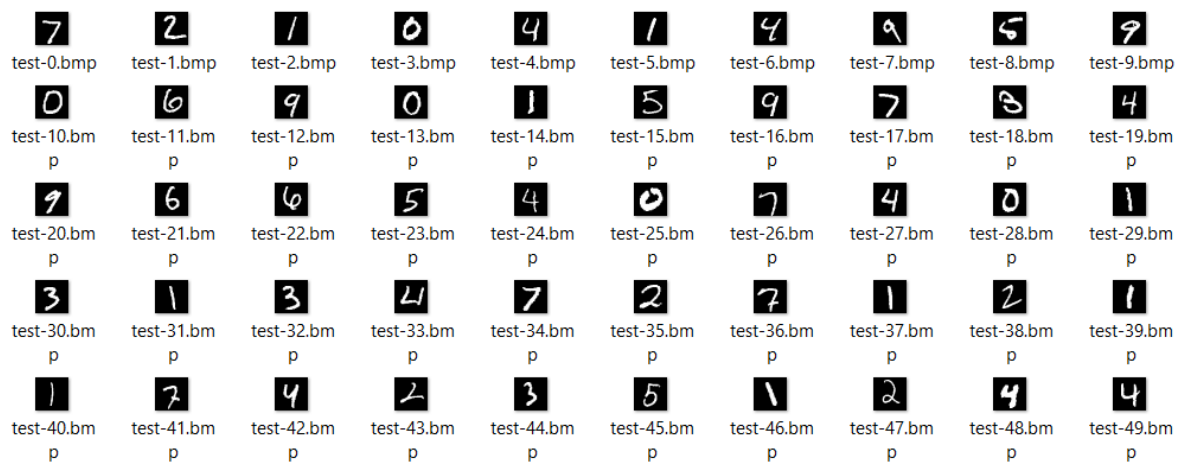 7 2 1 0 4 1 4 9 5 9
test-0.bmp test-1.bmp test-2.bmp test-3.bmp test-4.bmp test-5.bmp test-6.bmp test-7.bmp test-8.bmp test-9.bmp
0 6 9 0 1 5 9 7 3 4
test-10.bm test-11.bm test-12.bm test-13.bm test-14.bm test-15.bm test-16.bm test-17.bm test-18.bm test-19.bm
p p p p p p p p p p
9 6 6 5 4 0 7 4 0 1
test-20.bm test-21.bm test-22.bm test-23.bm test-24.bm test-25.bm test-26.bm test-27.bm test-28.bm test-29.bm
p p p p p p p p p p
3 1 3 4 7 2 7 1 2 1
test-30.bm test-31.bm test-32.bm test-33.bm test-34.bm test-35.bm test-36.bm test-37.bm test-38.bm test-39.bm
p p p p p p p p p p
1 7 4 2 3 5 1 2 4 4
test-40.bm test-41.bm test-42.bm test-43.bm test-44.bm test-45.bm test-46.bm test-47.bm test-48.bm test-49.bm
p p p p p p p p p p